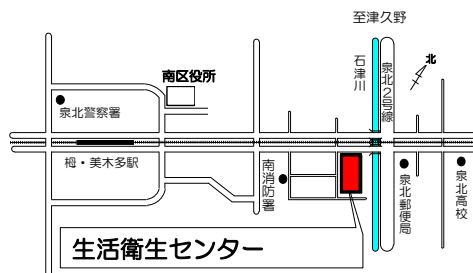 至津久野
石津川
泉北2号線
北
南区役所
泉北警察署
栂・美木多駅
南消防署
泉北郵便局
泉北高校
生活衛生センター